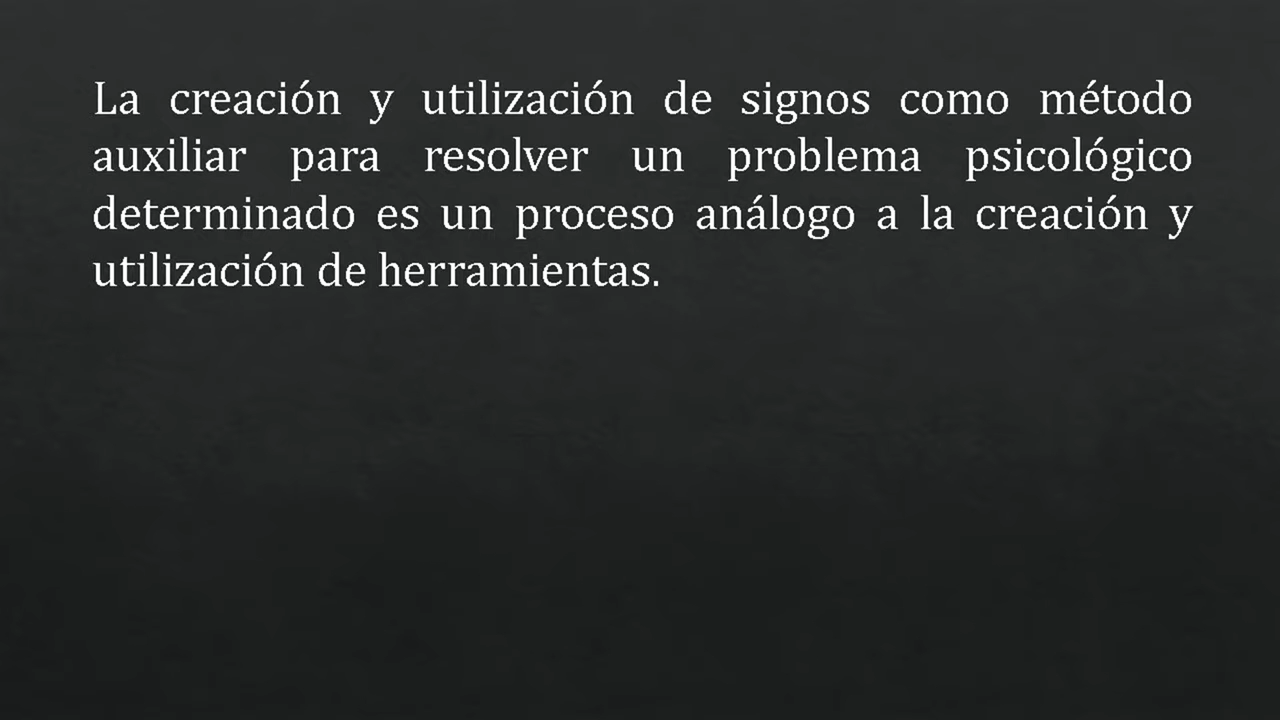 La creación y utilización de signos como método
auxiliar para resolver un problema psicológico
determinado es un proceso análogo a la creación y
utilización de herramientas.